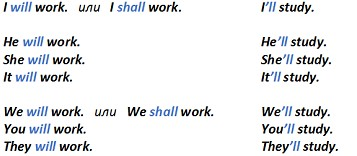 I will work. или I shall work. I'll study.
He will work. He'll study.
She will work. She'll study.
It will work. It'll study.
We will work. или We shall work. We'll study.
You will work. You'll study.
They will work. They'll study.